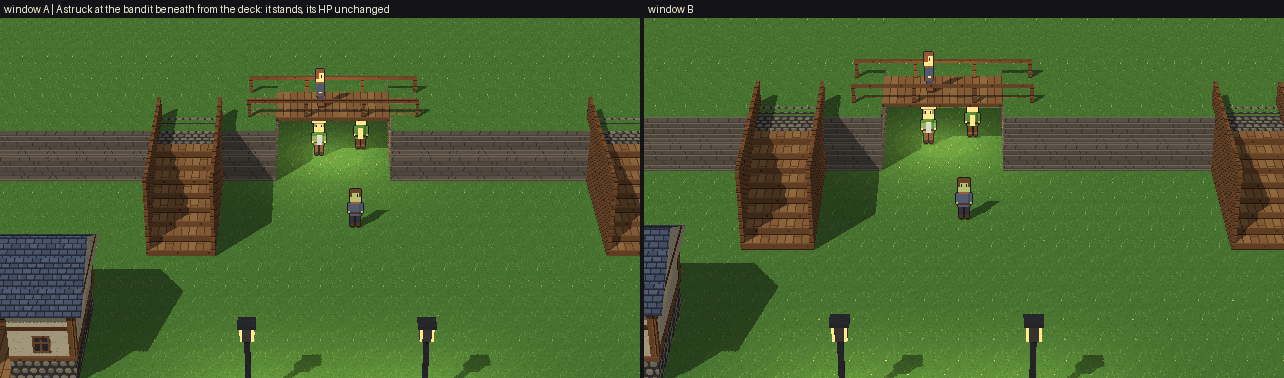 window A | A struck at the bandit beneath from the deck: it stands, its HP unchanged
window B